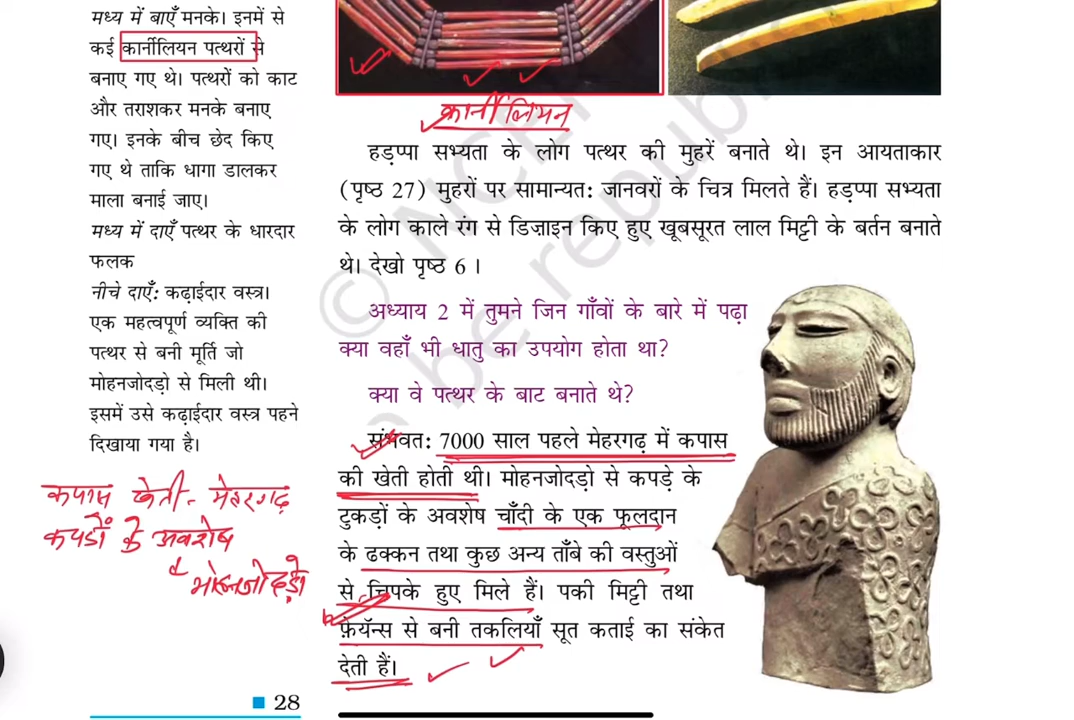 मध्य में बाएँ मनके। इनमें से
कई कार्नीलियन पत्थरों से
बनाए गए थे। पत्थरों को काट
और तराशकर मनके बनाए
गए। इनके बीच छेद किए
गए थे ताकि धागा डालकर
माला बनाई जाए।
मध्य में दाएँ पत्थर के धारदार
फलक
नीचे दाएँ: कढ़ाईदार वस्त्र।
एक महत्वपूर्ण व्यक्ति की
पत्थर से बनी मूर्ति जो
मोहनजोदड़ो से मिली थी।
इसमें उसे कढ़ाईदार वस्त्र पहने
दिखाया गया है।
कपास खेती - मेहरगढ़
कपडों के अवशेष
मोहनजोदड़ो
28
कार्नीलियन
हड़प्पा सभ्यता के लोग पत्थर की मुहरें बनाते थे। इन आयताकार
(पृष्ठ 27) मुहरों पर सामान्यत: जानवरों के चित्र मिलते हैं। हड़प्पा सभ्यता
के लोग काले रंग से डिज़ाइन किए हुए खूबसूरत लाल मिट्टी के बर्तन बनाते
थे। देखो पृष्ठ 6।
अध्याय 2 में तुमने जिन गाँवों के बारे में पढ़ा
क्या वहाँ भी धातु का उपयोग होता था?
क्या वे पत्थर के बाट बनाते थे?
संभवत: 7000 साल पहले मेहरगढ़ में कपास
की खेती होती थी। मोहनजोदड़ो से कपड़े के
टुकड़ों के अवशेष चाँदी के एक फूलदान
के ढक्कन तथा कुछ अन्य ताँबे की वस्तुओं
से चिपके हुए मिले हैं। पकी मिट्टी तथा
फ़ेयॅन्स से बनी तकलियाँ सूत कताई का संकेत
देती हैं।